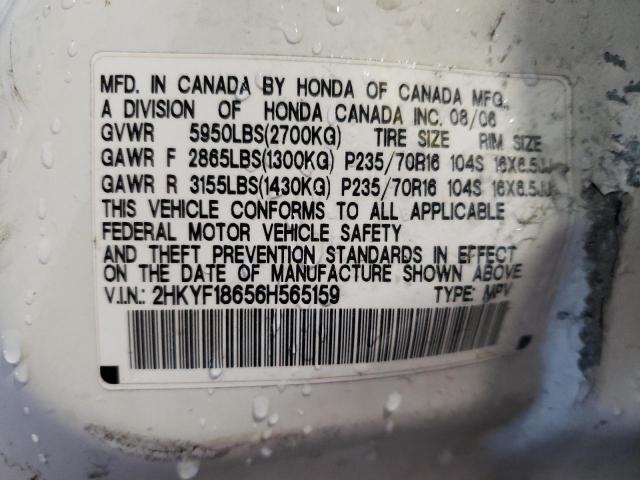 MFD. IN CANADA BY HONDA OF CANADA MFG.,
A DIVISION OF HONDA CANADA INC. 08/06
GVWR 5950LBS(2700KG) TIRE SIZE RIM SIZE
GAWR F 2865LBS(1300KG) P235/70R16 104S 16X6.5JJ
GAWR R 3155LBS(1430KG) P235/70R16 104S 16X6.5JJ
THIS VEHICLE CONFORMS TO ALL APPLICABLE
FEDERAL MOTOR VEHICLE SAFETY
AND THEFT PREVENTION STANDARDS IN EFFECT
ON THE DATE OF MANUFACTURE SHOWN ABOVE.
V.I.N.: 2HKYF18656H565159 TYPE: MPV